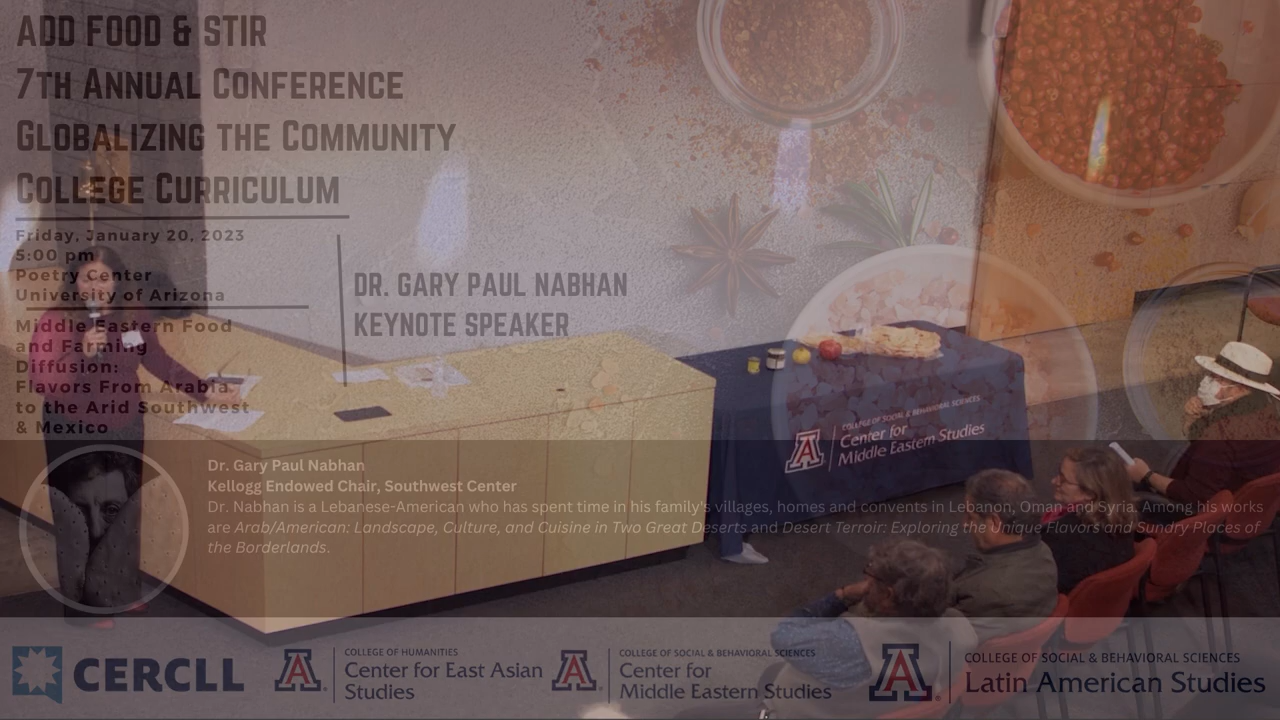 ADD FOOD & STIR
7TH ANNUAL CONFERENCE
GLOBALIZING THE COMMUNITY
COLLEGE CURRICULUM
Friday, January 20, 2023
5:00 pm
Poetry Center
University of Arizona
Middle Eastern Food
and Farming
Diffusion:
Flavors From Arabia
to the Arid Southwest
& Mexico
DR. GARY PAUL NABHAN
KEYNOTE SPEAKER
COLLEGE OF SOCIAL & BEHAVIORAL SCIENCES
A Center for
Middle Eastern Studies
Dr. Gary Paul Nabhan
Kellogg Endowed Chair, Southwest Center
Dr. Nabhan is a Lebanese-American who has spent time in his family's villages, homes and convents in Lebanon, Oman and Syria. Among his works
are Arab/American: Landscape, Culture, and Cuisine in Two Great Deserts and Desert Terroir: Exploring the Unique Flavors and Sundry Places of
the Borderlands.
CERCLL
A COLLEGE OF HUMANITIES
Center for East Asian
Studies
A COLLEGE OF SOCIAL & BEHAVIORAL SCIENCES
Center for
Middle Eastern Studies
A COLLEGE OF SOCIAL & BEHAVIORAL SCIENCES
Latin American Studies